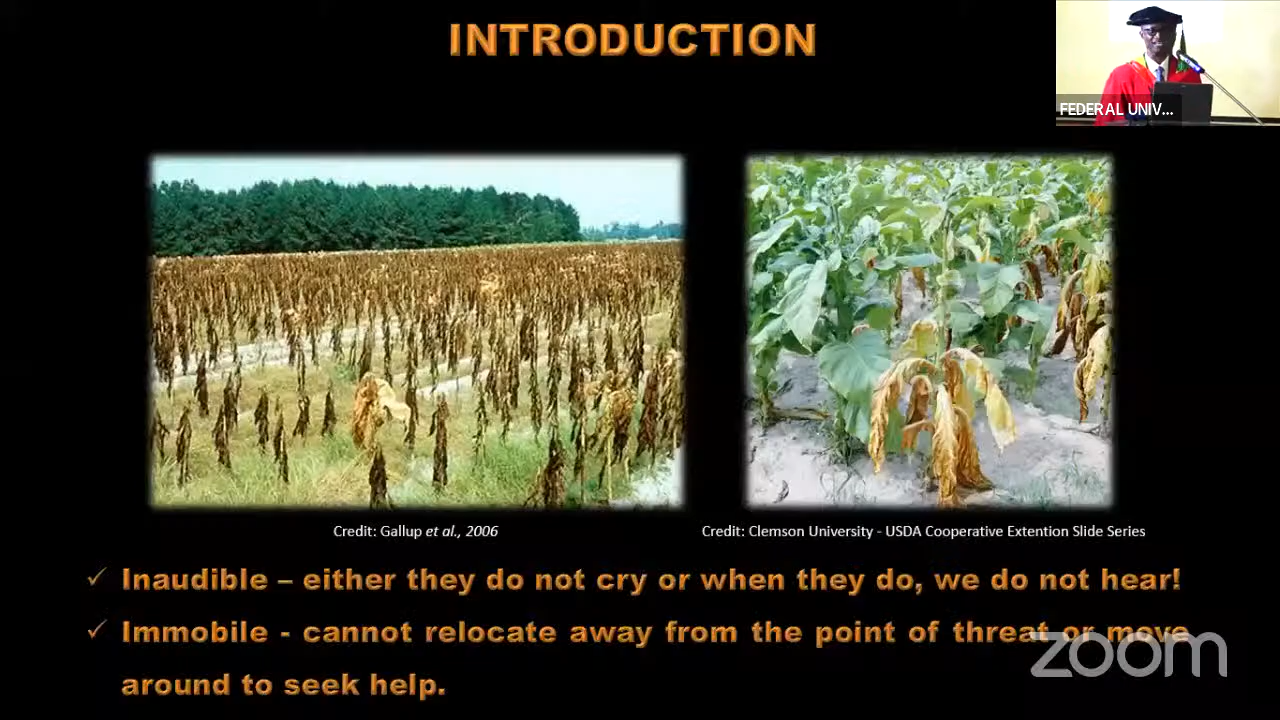 INTRODUCTION
FEDERAL UNIV...
Credit: Gallup et al., 2006
Credit: Clemson University - USDA Cooperative Extention Slide Series
✓ Inaudible – either they do not cry or when they do, we do not hear!
✓ Immobile - cannot relocate away from the point of threat or move
around to seek help.
zoom